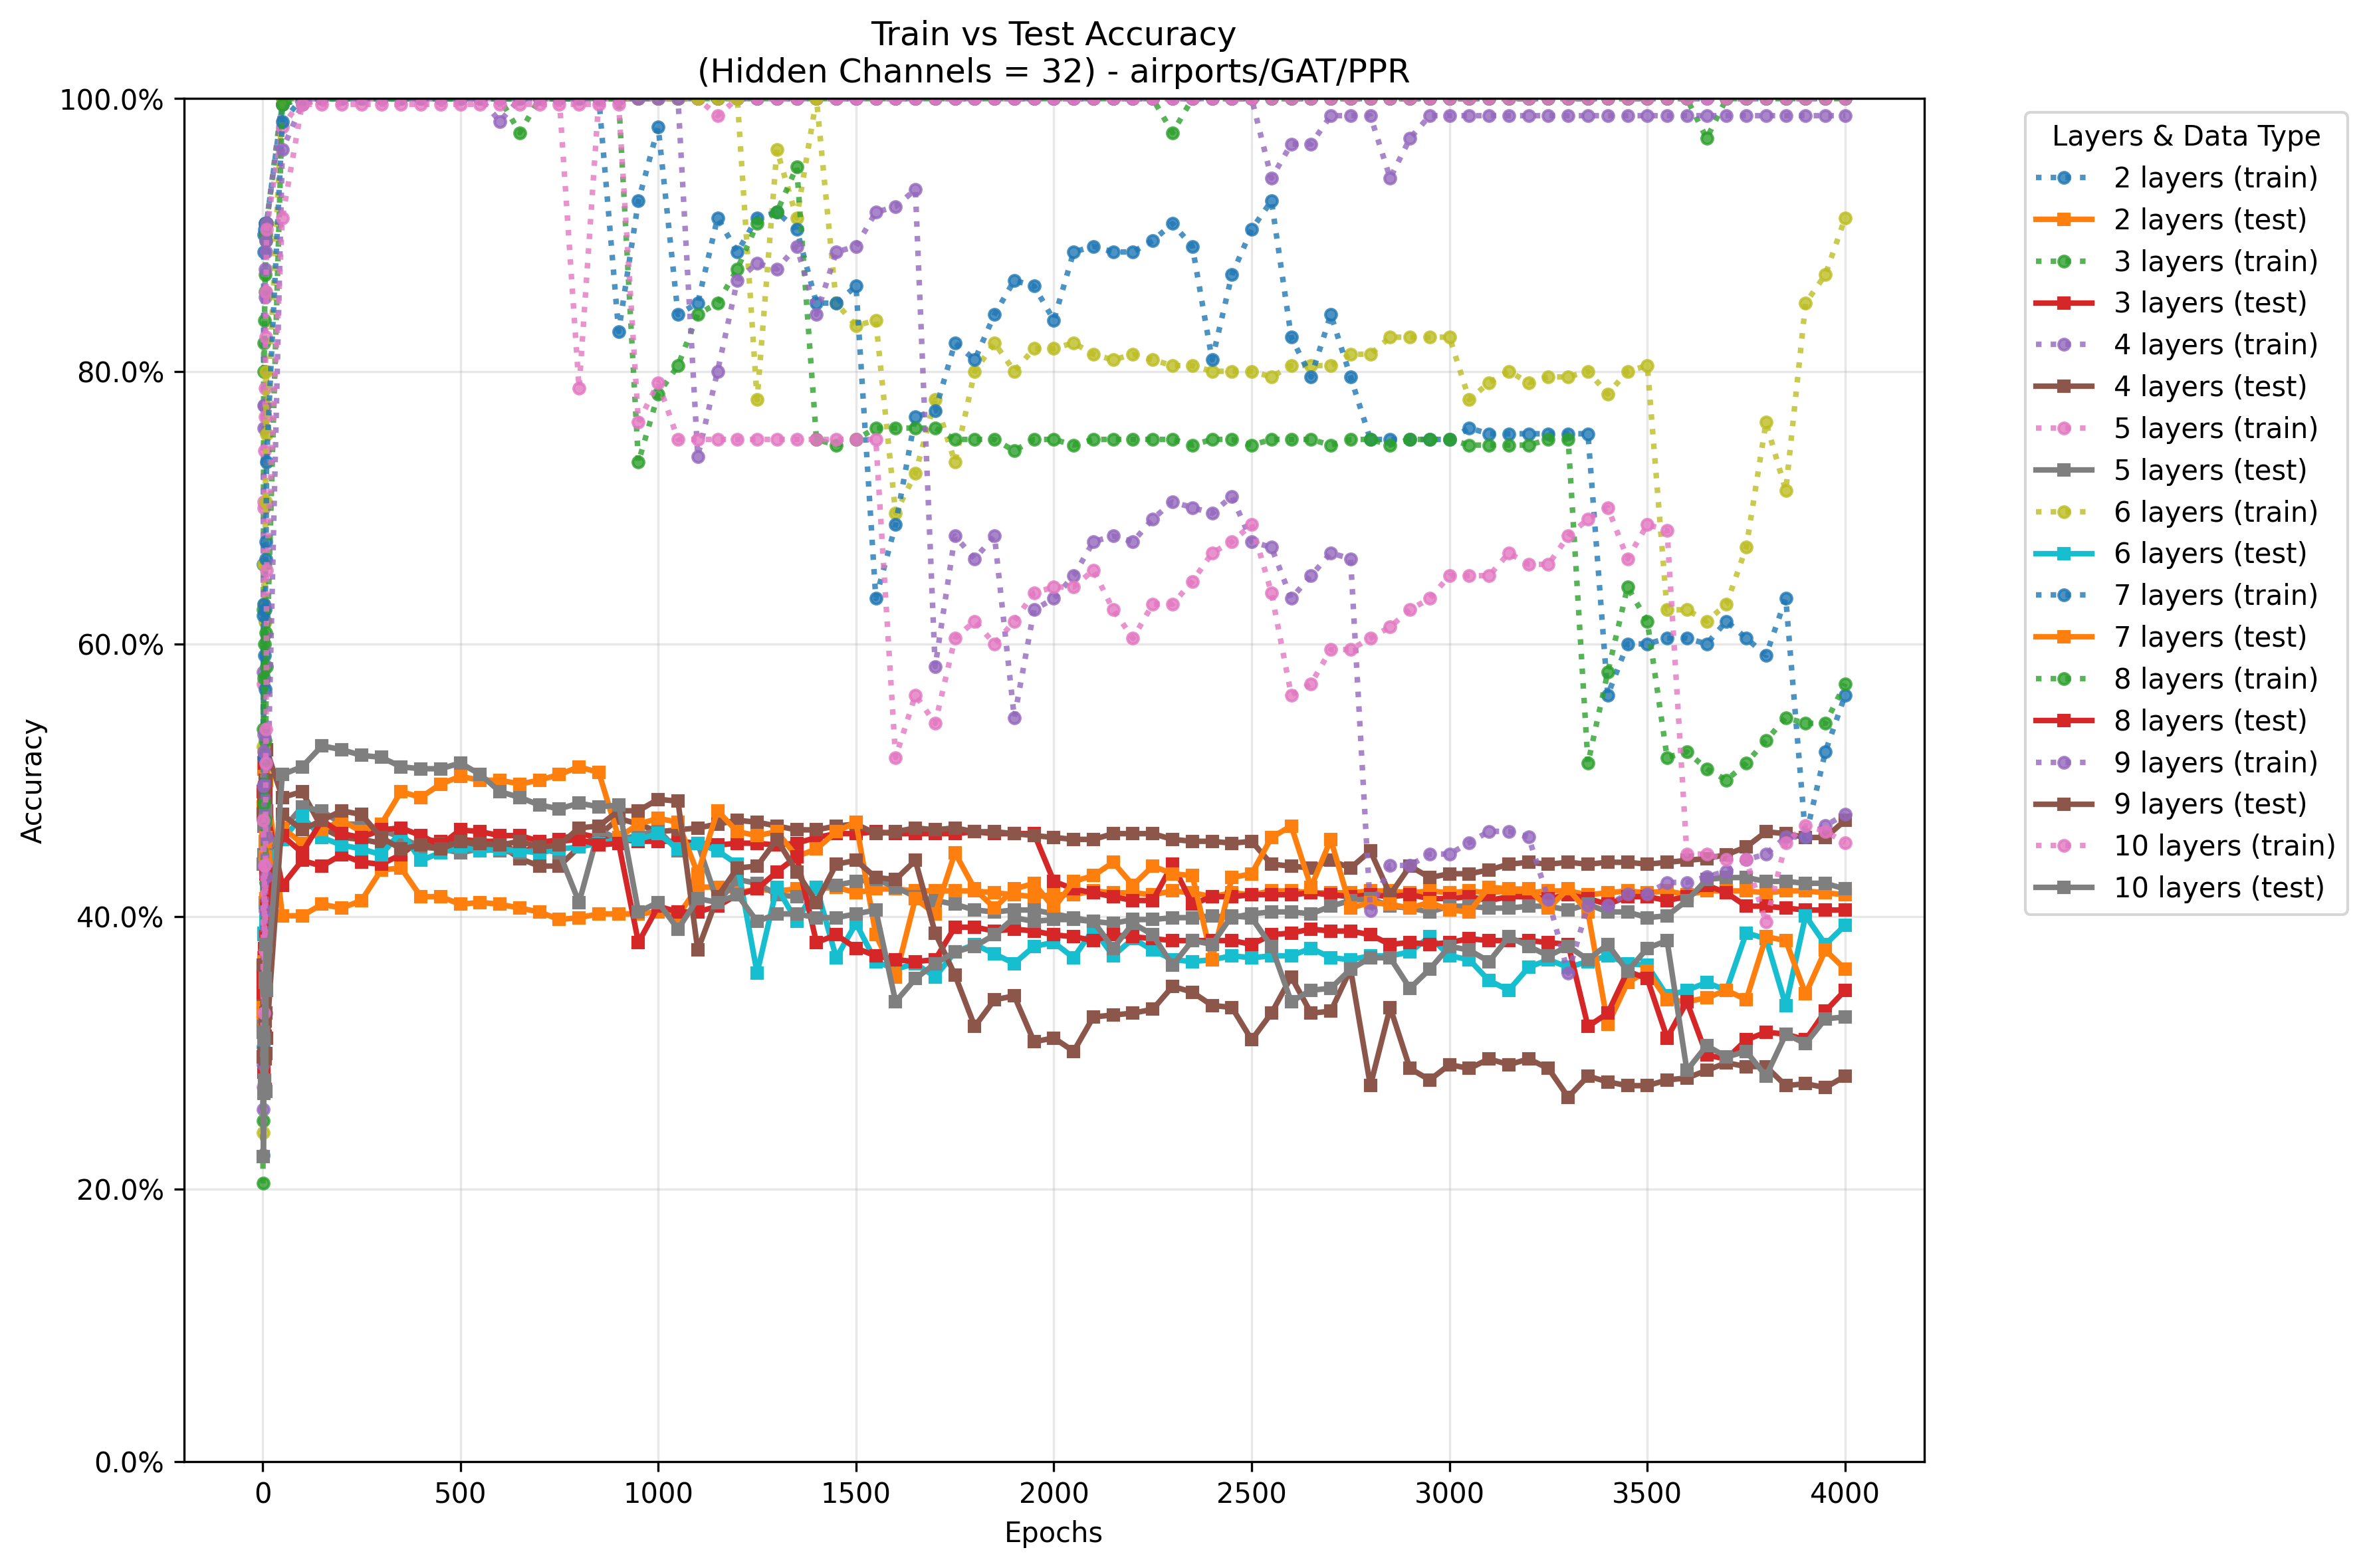 Train vs Test Accuracy
(Hidden Channels = 32) - airports/GAT/PPR
100.0%
80.0%
60.0%
40.0%
20.0%
0.0%
Accuracy
0
500
1000
1500
2000
2500
3000
3500
4000
Epochs
Layers & Data Type
2 layers (train)
2 layers (test)
3 layers (train)
3 layers (test)
4 layers (train)
4 layers (test)
5 layers (train)
5 layers (test)
6 layers (train)
6 layers (test)
7 layers (train)
7 layers (test)
8 layers (train)
8 layers (test)
9 layers (train)
9 layers (test)
10 layers (train)
10 layers (test)